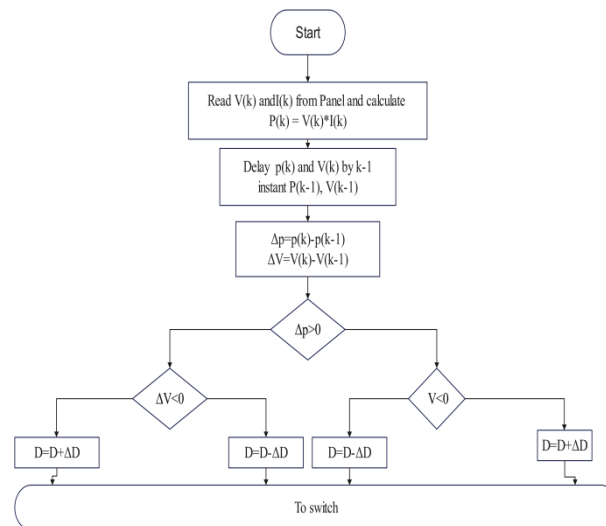 Start
Read V(k) andI(k) from Panel and calculate
P(k) = V(k)*I(k)
Delay p(k) and V(k) by k-1
instant P(k-1), V(k-1)
Δp=p(k)-p(k-1)
ΔV=V(k)-V(k-1)
Δp>0
ΔV<0
V<0
D=D+ΔD
D=D-ΔD
D=D-ΔD
D=D+ΔD
To switch